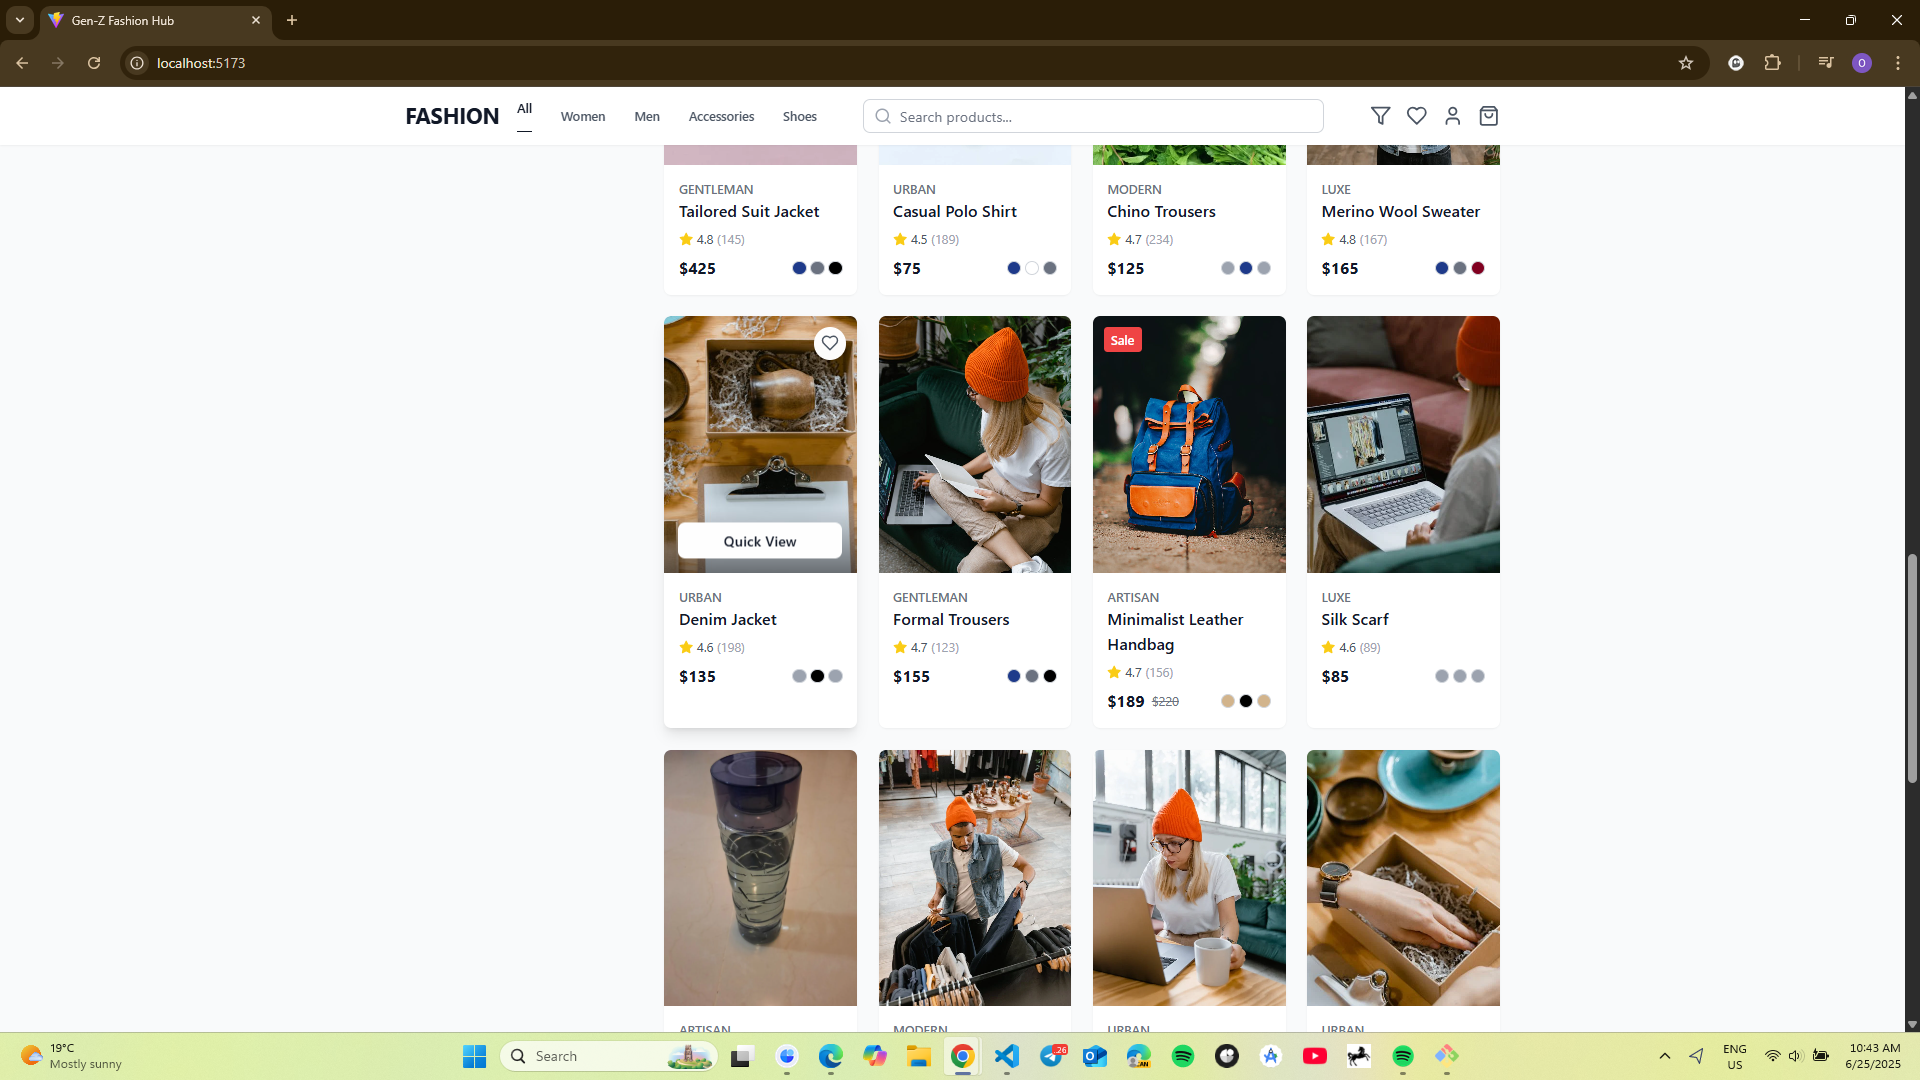 Gen-Z Fashion Hub
localhost:5173
O
FASHION
All
Women
Men
Accessories
Shoes
Search products...
GENTLEMAN
Tailored Suit Jacket
4.8 (145)
$425
URBAN
Casual Polo Shirt
4.5 (189)
$75
MODERN
Chino Trousers
4.7 (234)
$125
LUXE
Merino Wool Sweater
4.8 (167)
$165
Quick View
URBAN
Denim Jacket
4.6 (198)
$135
GENTLEMAN
Formal Trousers
4.7 (123)
$155
Sale
ARTISAN
Minimalist Leather
Handbag
4.7 (156)
$189 $220
LUXE
Silk Scarf
4.6 (89)
$85
ARTISAN
MODERN
URBAN
URBAN
19°C
Mostly sunny
Search
.26
CAN
ENG
US
10:43 AM
6/25/2025